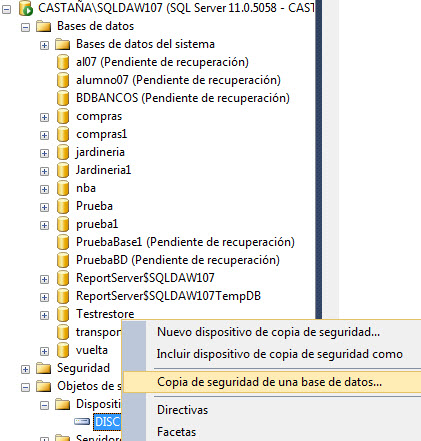 CASTAÑA\SQLDAW107 (SQL Server 11.0.5058 - CAST
Bases de datos
Bases de datos del sistema
al07 (Pendiente de recuperación)
alumno07 (Pendiente de recuperación)
BDBANCOS (Pendiente de recuperación)
compras
compras1
jardineria
Jardineria1
nba
Prueba
prueba1
PruebaBase1 (Pendiente de recuperación)
PruebaBD (Pendiente de recuperación)
ReportServer$SQLDAW107
ReportServer$SQLDAW107TempDB
Testrestore
transpor
vuelta
Seguridad
Objetos de s
Dispositi
DISC
Servidore
Nuevo dispositivo de copia de seguridad...
Incluir dispositivo de copia de seguridad como
Copia de seguridad de una base de datos...
Directivas
Facetas